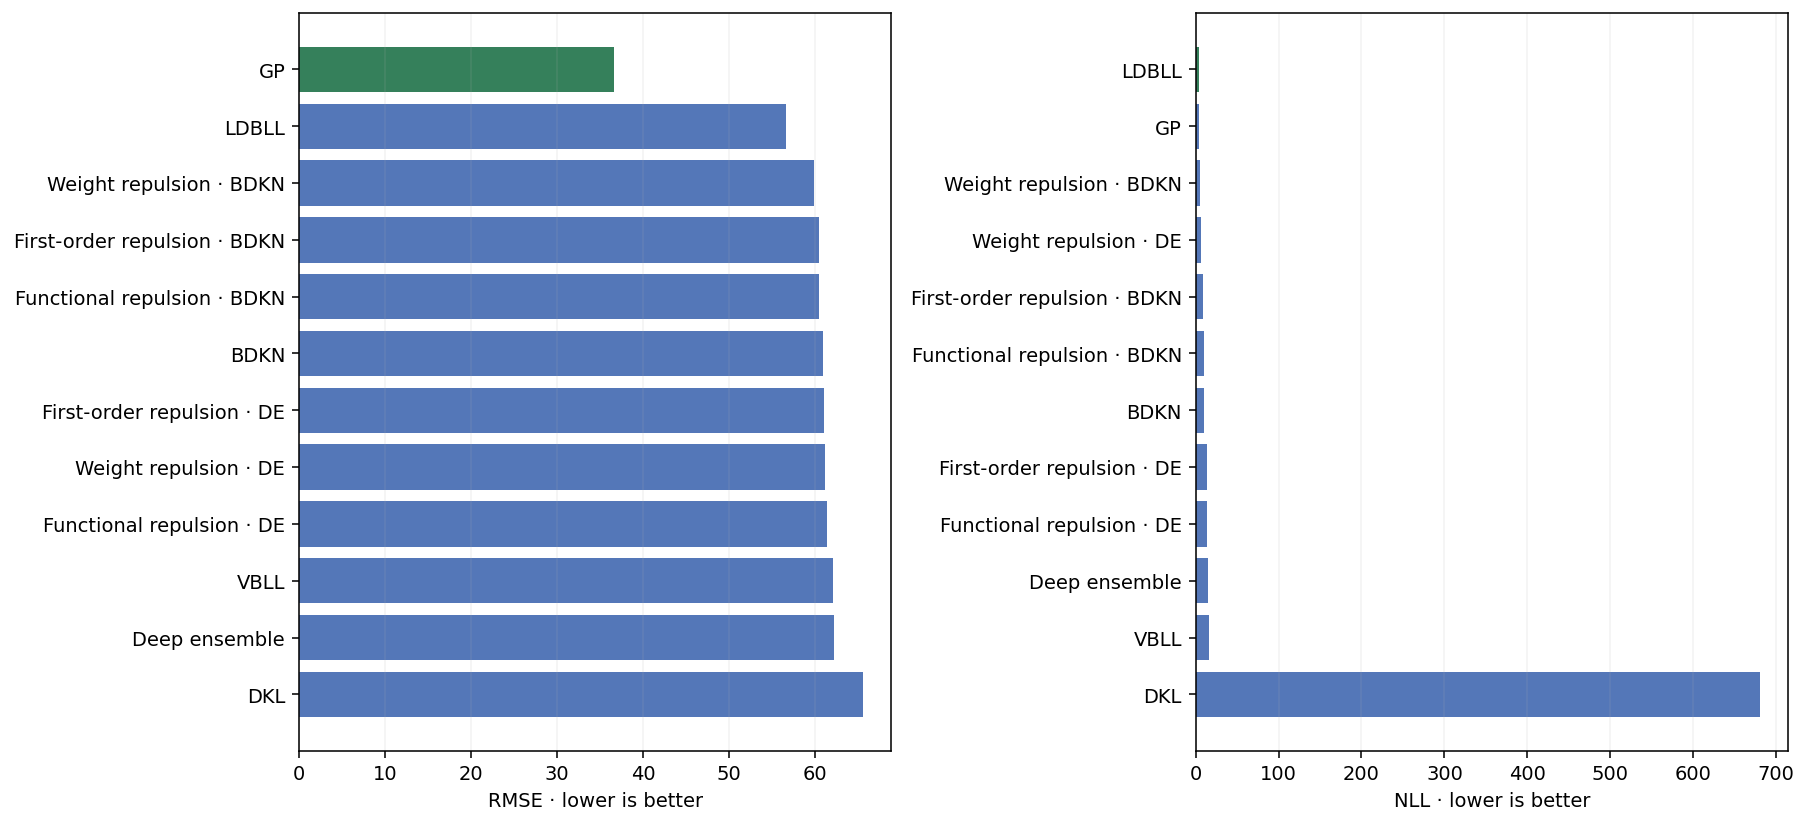 GP
LDBLL
Weight repulsion · BDKN
First-order repulsion · BDKN
Functional repulsion · BDKN
BDKN
First-order repulsion · DE
Weight repulsion · DE
Functional repulsion · DE
VBLL
Deep ensemble
DKL
0 10 20 30 40 50 60
RMSE · lower is better
LDBLL
GP
Weight repulsion · BDKN
Weight repulsion · DE
First-order repulsion · BDKN
Functional repulsion · BDKN
BDKN
First-order repulsion · DE
Functional repulsion · DE
Deep ensemble
VBLL
DKL
0 100 200 300 400 500 600 700
NLL · lower is better